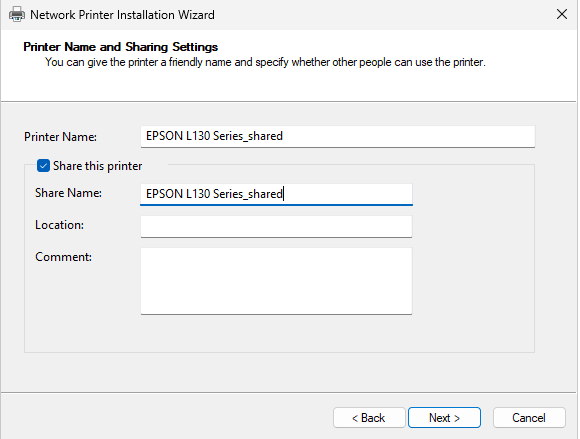 Network Printer Installation Wizard
Printer Name and Sharing Settings
You can give the printer a friendly name and specify whether other people can use the printer.
Printer Name: EPSON L130 Series_shared
Share this printer
Share Name: EPSON L130 Series_shared
Location:
Comment:
< Back Next > Cancel